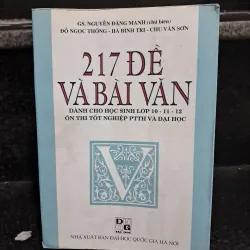 GS. NGUYỄN ĐĂNG MẠNH (chủ biên)
ĐỖ NGỌC THỐNG - HÀ BÌNH TRỊ - CHU VĂN SƠN
217 ĐỀ
VÀ BÀI VĂN
DÀNH CHO HỌC SINH LỚP 10 - 11 - 12
ÔN THI TỐT NGHIỆP PTTH VÀ ĐẠI HỌC
V
NHÀ XUẤT BẢN ĐẠI HỌC QUỐC GIA HÀ NỘI